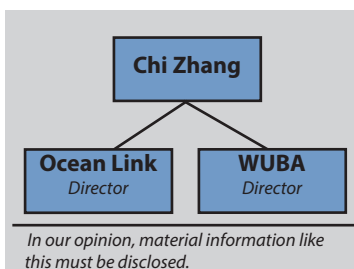 Chi Zhang
Ocean Link
Director
WUBA
Director
In our opinion, material information like
this must be disclosed.